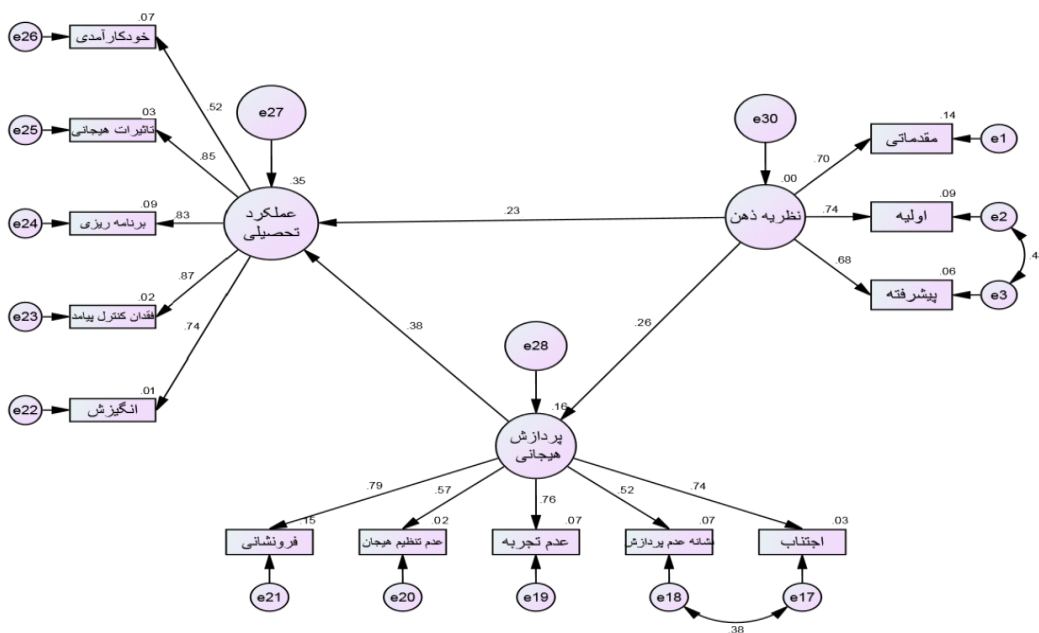 .07
e26
خودکارآمدی
.52
e27
e30
.03
e25
تاثیرات هیجانی
.85
.14
مقدماتی
e1
.70
.35
عملکرد
تحصیلی
.00
نظریه ذهن
.23
.09
e24
برنامه ریزی
.83
.09
اولیه
e2
.74
.4
.02
e23
فقدان کنترل پیامد
.87
.06
پیشرفته
e3
.68
.74
.38
.26
e28
.01
e22
انگیزش
.16
پردازش
هیجانی
.79
.57
.76
.52
.74
.15
فرونشانی
.02
عدم تنظیم هیجان
.07
عدم تجربه
.07
نشانه عدم پردازش
.03
اجتناب
e21
e20
e19
e18
e17
.38